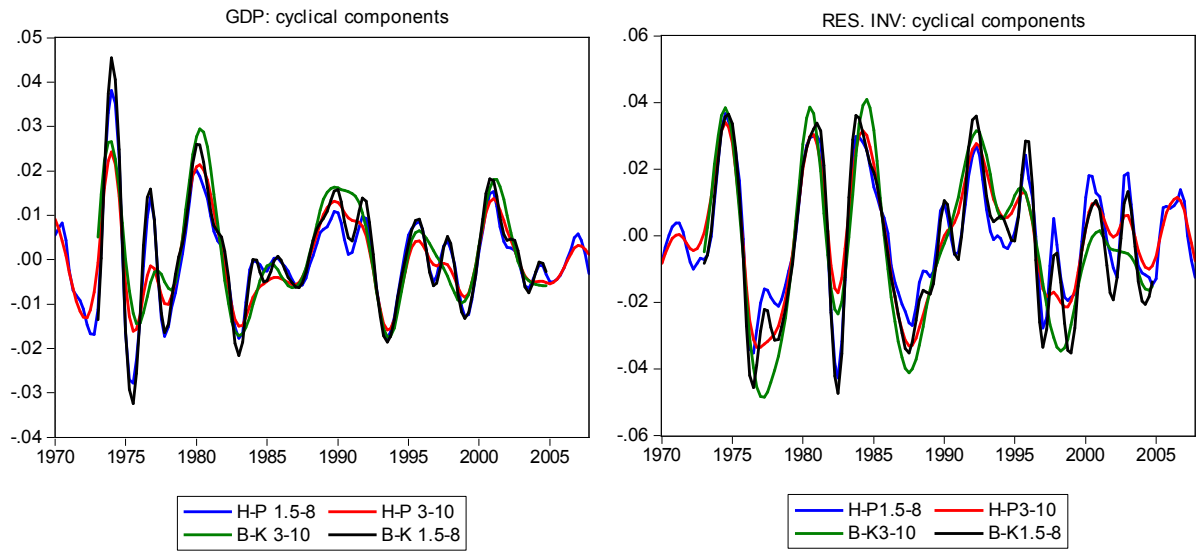 GDP: cyclical components
.05
.04
.03
.02
.01
.00
-.01
-.02
-.03
-.04
1970 1975 1980 1985 1990 1995 2000 2005
H-P 1.5-8 H-P 3-10
B-K 3-10 B-K 1.5-8
RES. INV: cyclical components
.06
.04
.02
.00
-.02
-.04
-.06
1970 1975 1980 1985 1990 1995 2000 2005
H-P1.5-8 H-P3-10
B-K3-10 B-K1.5-8